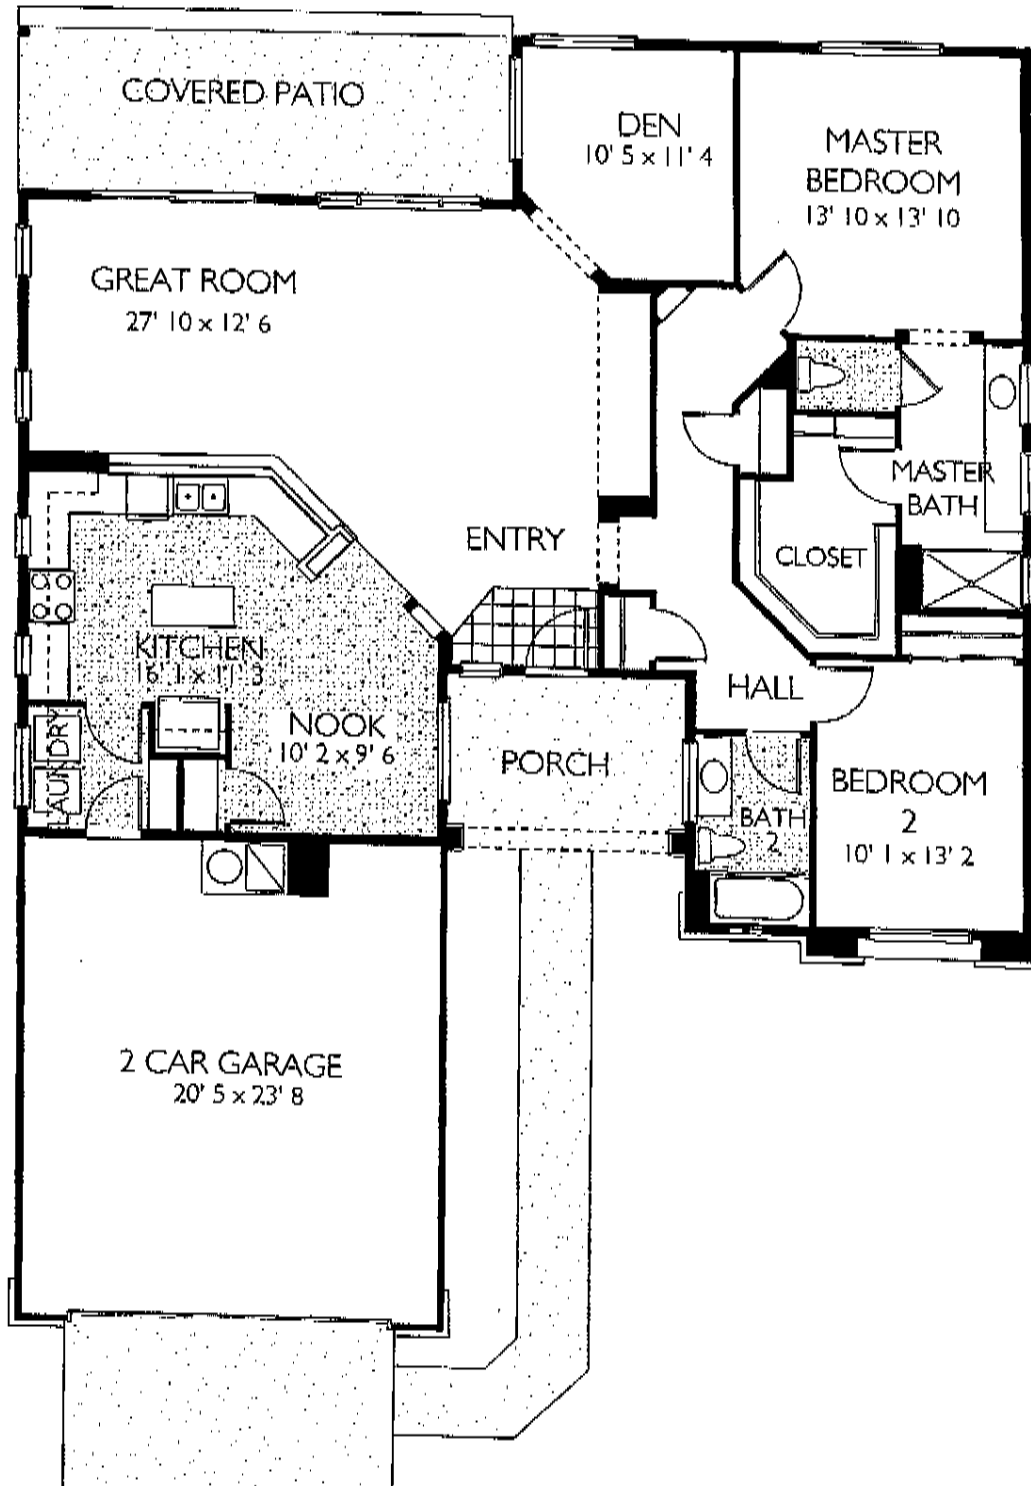 COVERED PATIO
DEN
10' 5 x 11' 4
MASTER
BEDROOM
13' 10 x 13' 10
GREAT ROOM
27' 10 x 12' 6
MASTER
BATH
ENTRY
CLOSET
KITCHEN
16' 1 x 11' 3
HALL
LAUNDRY
NOOK
10' 2 x 9' 6
PORCH
BATH
2
BEDROOM
2
10' 1 x 13' 2
2 CAR GARAGE
20' 5 x 23' 8